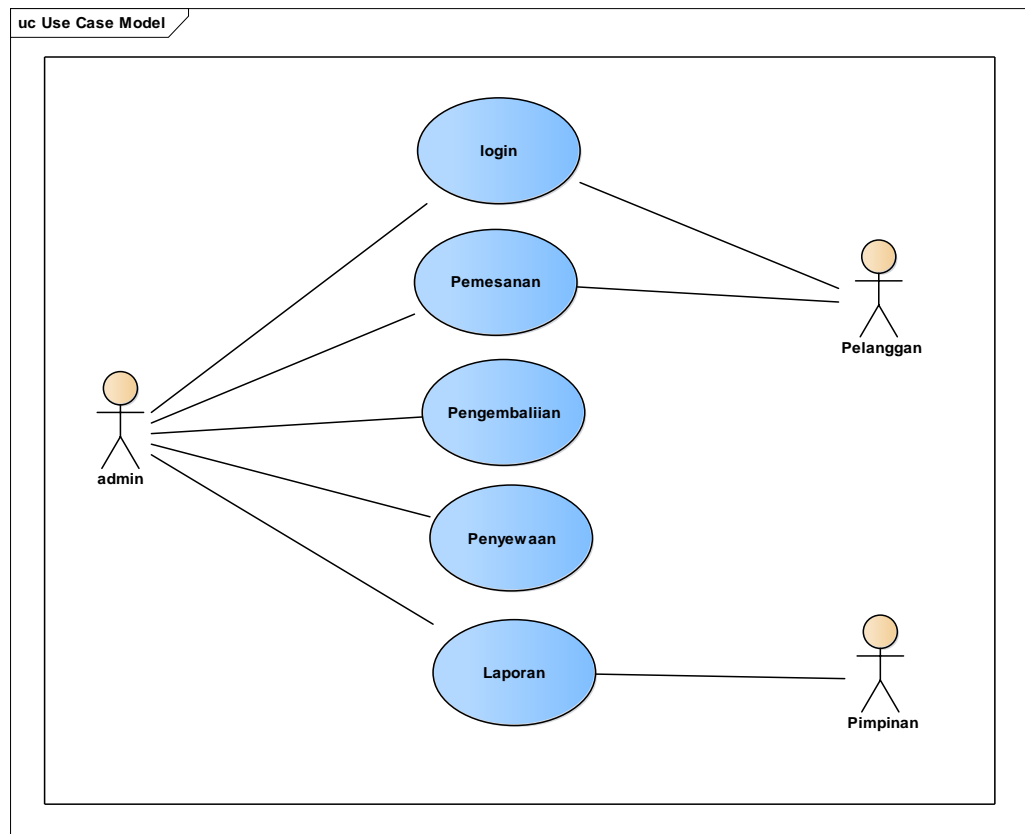 uc Use Case Model
login
Pemesanan
Pelanggan
Pengembaliian
admin
Penyewaan
Laporan
Pimpinan